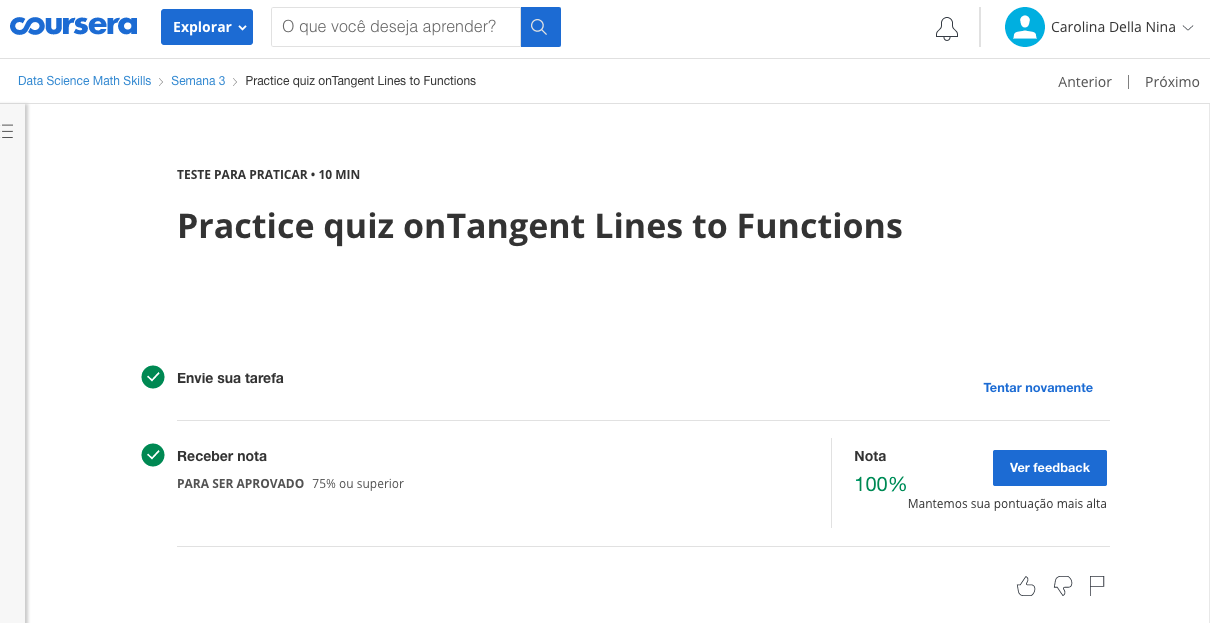 coursera
Explorar
O que você deseja aprender?
Carolina Della Nina
Data Science Math Skills
Semana 3
Practice quiz onTangent Lines to Functions
Anterior | Próximo
TESTE PARA PRATICAR • 10 MIN
Practice quiz onTangent Lines to Functions
Envie sua tarefa
Tentar novamente
Receber nota
PARA SER APROVADO 75% ou superior
Nota
100%
Ver feedback
Mantemos sua pontuação mais alta